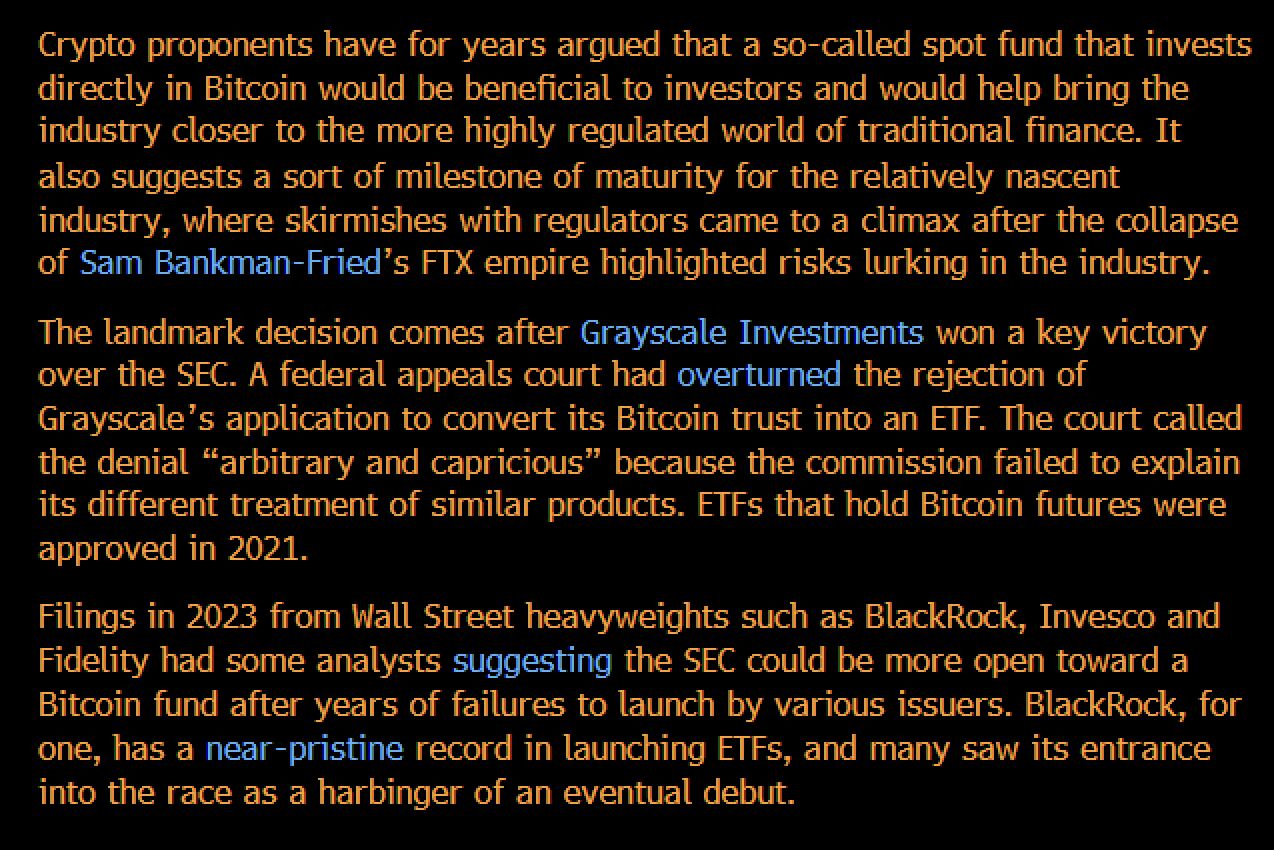 Crypto proponents have for years argued that a so-called spot fund that invests
directly in Bitcoin would be beneficial to investors and would help bring the
industry closer to the more highly regulated world of traditional finance. It
also suggests a sort of milestone of maturity for the relatively nascent
industry, where skirmishes with regulators came to a climax after the collapse
of Sam Bankman-Fried’s FTX empire highlighted risks lurking in the industry.
The landmark decision comes after Grayscale Investments won a key victory
over the SEC. A federal appeals court had overturned the rejection of
Grayscale’s application to convert its Bitcoin trust into an ETF. The court called
the denial “arbitrary and capricious” because the commission failed to explain
its different treatment of similar products. ETFs that hold Bitcoin futures were
approved in 2021.
Filings in 2023 from Wall Street heavyweights such as BlackRock, Invesco and
Fidelity had some analysts suggesting the SEC could be more open toward a
Bitcoin fund after years of failures to launch by various issuers. BlackRock, for
one, has a near-pristine record in launching ETFs, and many saw its entrance
into the race as a harbinger of an eventual debut.